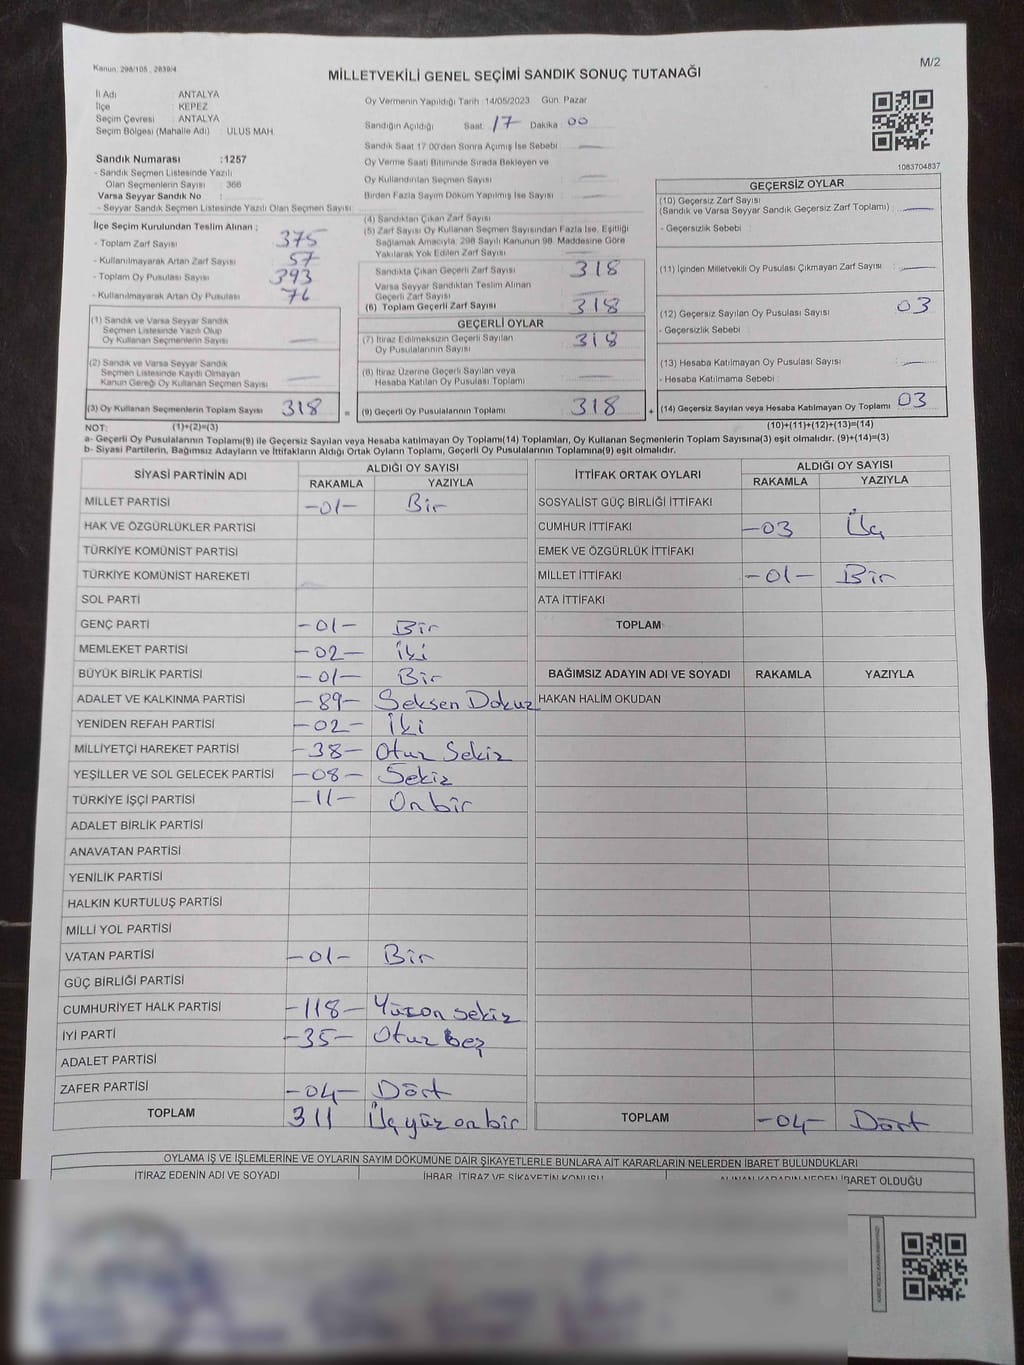 Kanun: 298/105 , 2839/4
M/2
MİLLETVEKİLİ GENEL SEÇİMİ SANDIK SONUÇ TUTANAĞI
İl Adı : ANTALYA
İlçe : KEPEZ
Seçim Çevresi : ANTALYA
Seçim Bölgesi (Mahalle Adı) : ULUS MAH.
Sandık Numarası : 1257
- Sandık Seçmen Listesinde Yazılı
Olan Seçmenlerin Sayısı : 366
Varsa Seyyar Sandık No :
- Seyyar Sandık Seçmen Listesinde Yazılı Olan Seçmen Sayısı:
İlçe Seçim Kurulundan Teslim Alınan ;
- Toplam Zarf Sayısı : 375
- Kullanılmayarak Artan Zarf Sayısı : 57
- Toplam Oy Pusulası Sayısı : 393
- Kullanılmayarak Artan Oy Pusulası : 76
(1) Sandık ve Varsa Seyyar Sandık
Seçmen Listesinde Yazılı Olup
Oy Kullanan Seçmenlerin Sayısı : —
(2) Sandık ve Varsa Seyyar Sandık
Seçmen Listesinde Kayıtlı Olmayan
Kanun Gereği Oy Kullanan Seçmen Sayısı : —
(3) Oy Kullanan Seçmenlerin Toplam Sayısı : 318 =
Oy Vermenin Yapıldığı Tarih 14/05/2023 Gün: Pazar
Sandığın Açıldığı Saat: 17 Dakika 00
Sandık Saat 17:00'den Sonra Açılmış İse Sebebi : —
Oy Verme Saati Bitiminde Sırada Bekleyen ve
Oy Kullandırılan Seçmen Sayısı : —
Birden Fazla Sayım Döküm Yapılmış İse Sayısı : —
(4) Sandıktan Çıkan Zarf Sayısı
(5) Zarf Sayısı Oy Kullanan Seçmen Sayısından Fazla İse, Eşitliği
Sağlamak Amacıyla; 298 Sayılı Kanunun 98. Maddesine Göre
Yakılarak Yok Edilen Zarf Sayısı : —
Sandıkta Çıkan Geçerli Zarf Sayısı : 318
Varsa Seyyar Sandıktan Teslim Alınan
Geçerli Zarf Sayısı : —
(6) Toplam Geçerli Zarf Sayısı : 318
GEÇERLİ OYLAR
(7) İtiraz Edilmeksizin Geçerli Sayılan
Oy Pusulalarının Sayısı : 318
(8) İtiraz Üzerine Geçerli Sayılan veya
Hesaba Katılan Oy Pusulası Toplamı : —
(9) Geçerli Oy Pusulalarının Toplamı : 318 +
1083704837
GEÇERSİZ OYLAR
(10) Geçersiz Zarf Sayısı
(Sandık ve Varsa Seyyar Sandık Geçersiz Zarf Toplamı) : —
- Geçersizlik Sebebi :
(11) İçinden Milletvekili Oy Pusulası Çıkmayan Zarf Sayısı : —
(12) Geçersiz Sayılan Oy Pusulası Sayısı : 03
- Geçersizlik Sebebi :
(13) Hesaba Katılmayan Oy Pusulası Sayısı : —
- Hesaba Katılmama Sebebi :
(14) Geçersiz Sayılan veya Hesaba Katılmayan Oy Toplamı : 03
NOT: (1)+(2)=(3) (10)+(11)+(12)+(13)=(14)
a- Geçerli Oy Pusulalarının Toplamı(9) ile Geçersiz Sayılan veya Hesaba katılmayan Oy Toplamı(14) Toplamları, Oy Kullanan Seçmenlerin Toplam Sayısına(3) eşit olmalıdır. (9)+(14)=(3)
b- Siyasi Partilerin, Bağımsız Adayların ve İttifakların Aldığı Ortak Oyların Toplamı, Geçerli Oy Pusulalarının Toplamına(9) eşit olmalıdır.
SİYASİ PARTİNİN ADI ALDIĞI OY SAYISI
RAKAMLA YAZIYLA
MİLLET PARTİSİ -01- Bir
HAK VE ÖZGÜRLÜKLER PARTİSİ
TÜRKİYE KOMÜNİST PARTİSİ
TÜRKİYE KOMÜNİST HAREKETİ
SOL PARTİ
GENÇ PARTİ -01- Bir
MEMLEKET PARTİSİ -02- İki
BÜYÜK BİRLİK PARTİSİ -01- Bir
ADALET VE KALKINMA PARTİSİ -89- Seksen Dokuz
YENİDEN REFAH PARTİSİ -02- İki
MİLLİYETÇİ HAREKET PARTİSİ -38- Otuz Sekiz
YEŞİLLER VE SOL GELECEK PARTİSİ -08- Sekiz
TÜRKİYE İŞÇİ PARTİSİ -11- On bir
ADALET BİRLİK PARTİSİ
ANAVATAN PARTİSİ
YENİLİK PARTİSİ
HALKIN KURTULUŞ PARTİSİ
MİLLİ YOL PARTİSİ
VATAN PARTİSİ -01- Bir
GÜÇ BİRLİĞİ PARTİSİ
CUMHURİYET HALK PARTİSİ -118- Yüzon sekiz
İYİ PARTİ -35- Otuz beş
ADALET PARTİSİ
ZAFER PARTİSİ -04- Dört
TOPLAM 311 Üç yüz on bir
İTTİFAK ORTAK OYLARI ALDIĞI OY SAYISI
RAKAMLA YAZIYLA
SOSYALİST GÜÇ BİRLİĞİ İTTİFAKI
CUMHUR İTTİFAKI -03 Üç
EMEK VE ÖZGÜRLÜK İTTİFAKI
MİLLET İTTİFAKI -01- Bir
ATA İTTİFAKI
TOPLAM
BAĞIMSIZ ADAYIN ADI VE SOYADI RAKAMLA YAZIYLA
HAKAN HALİM OKUDAN
TOPLAM -04- Dört
OYLAMA İŞ VE İŞLEMLERİNE VE OYLARIN SAYIM DÖKÜMÜNE DAİR ŞİKAYETLERLE BUNLARA AİT KARARLARIN NELERDEN İBARET BULUNDUKLARI
İTİRAZ EDENİN ADI VE SOYADI İHBAR, İTİRAZ VE ŞİKAYETİN KONUSU ALINAN KARARIN NEDEN İBARET OLDUĞU